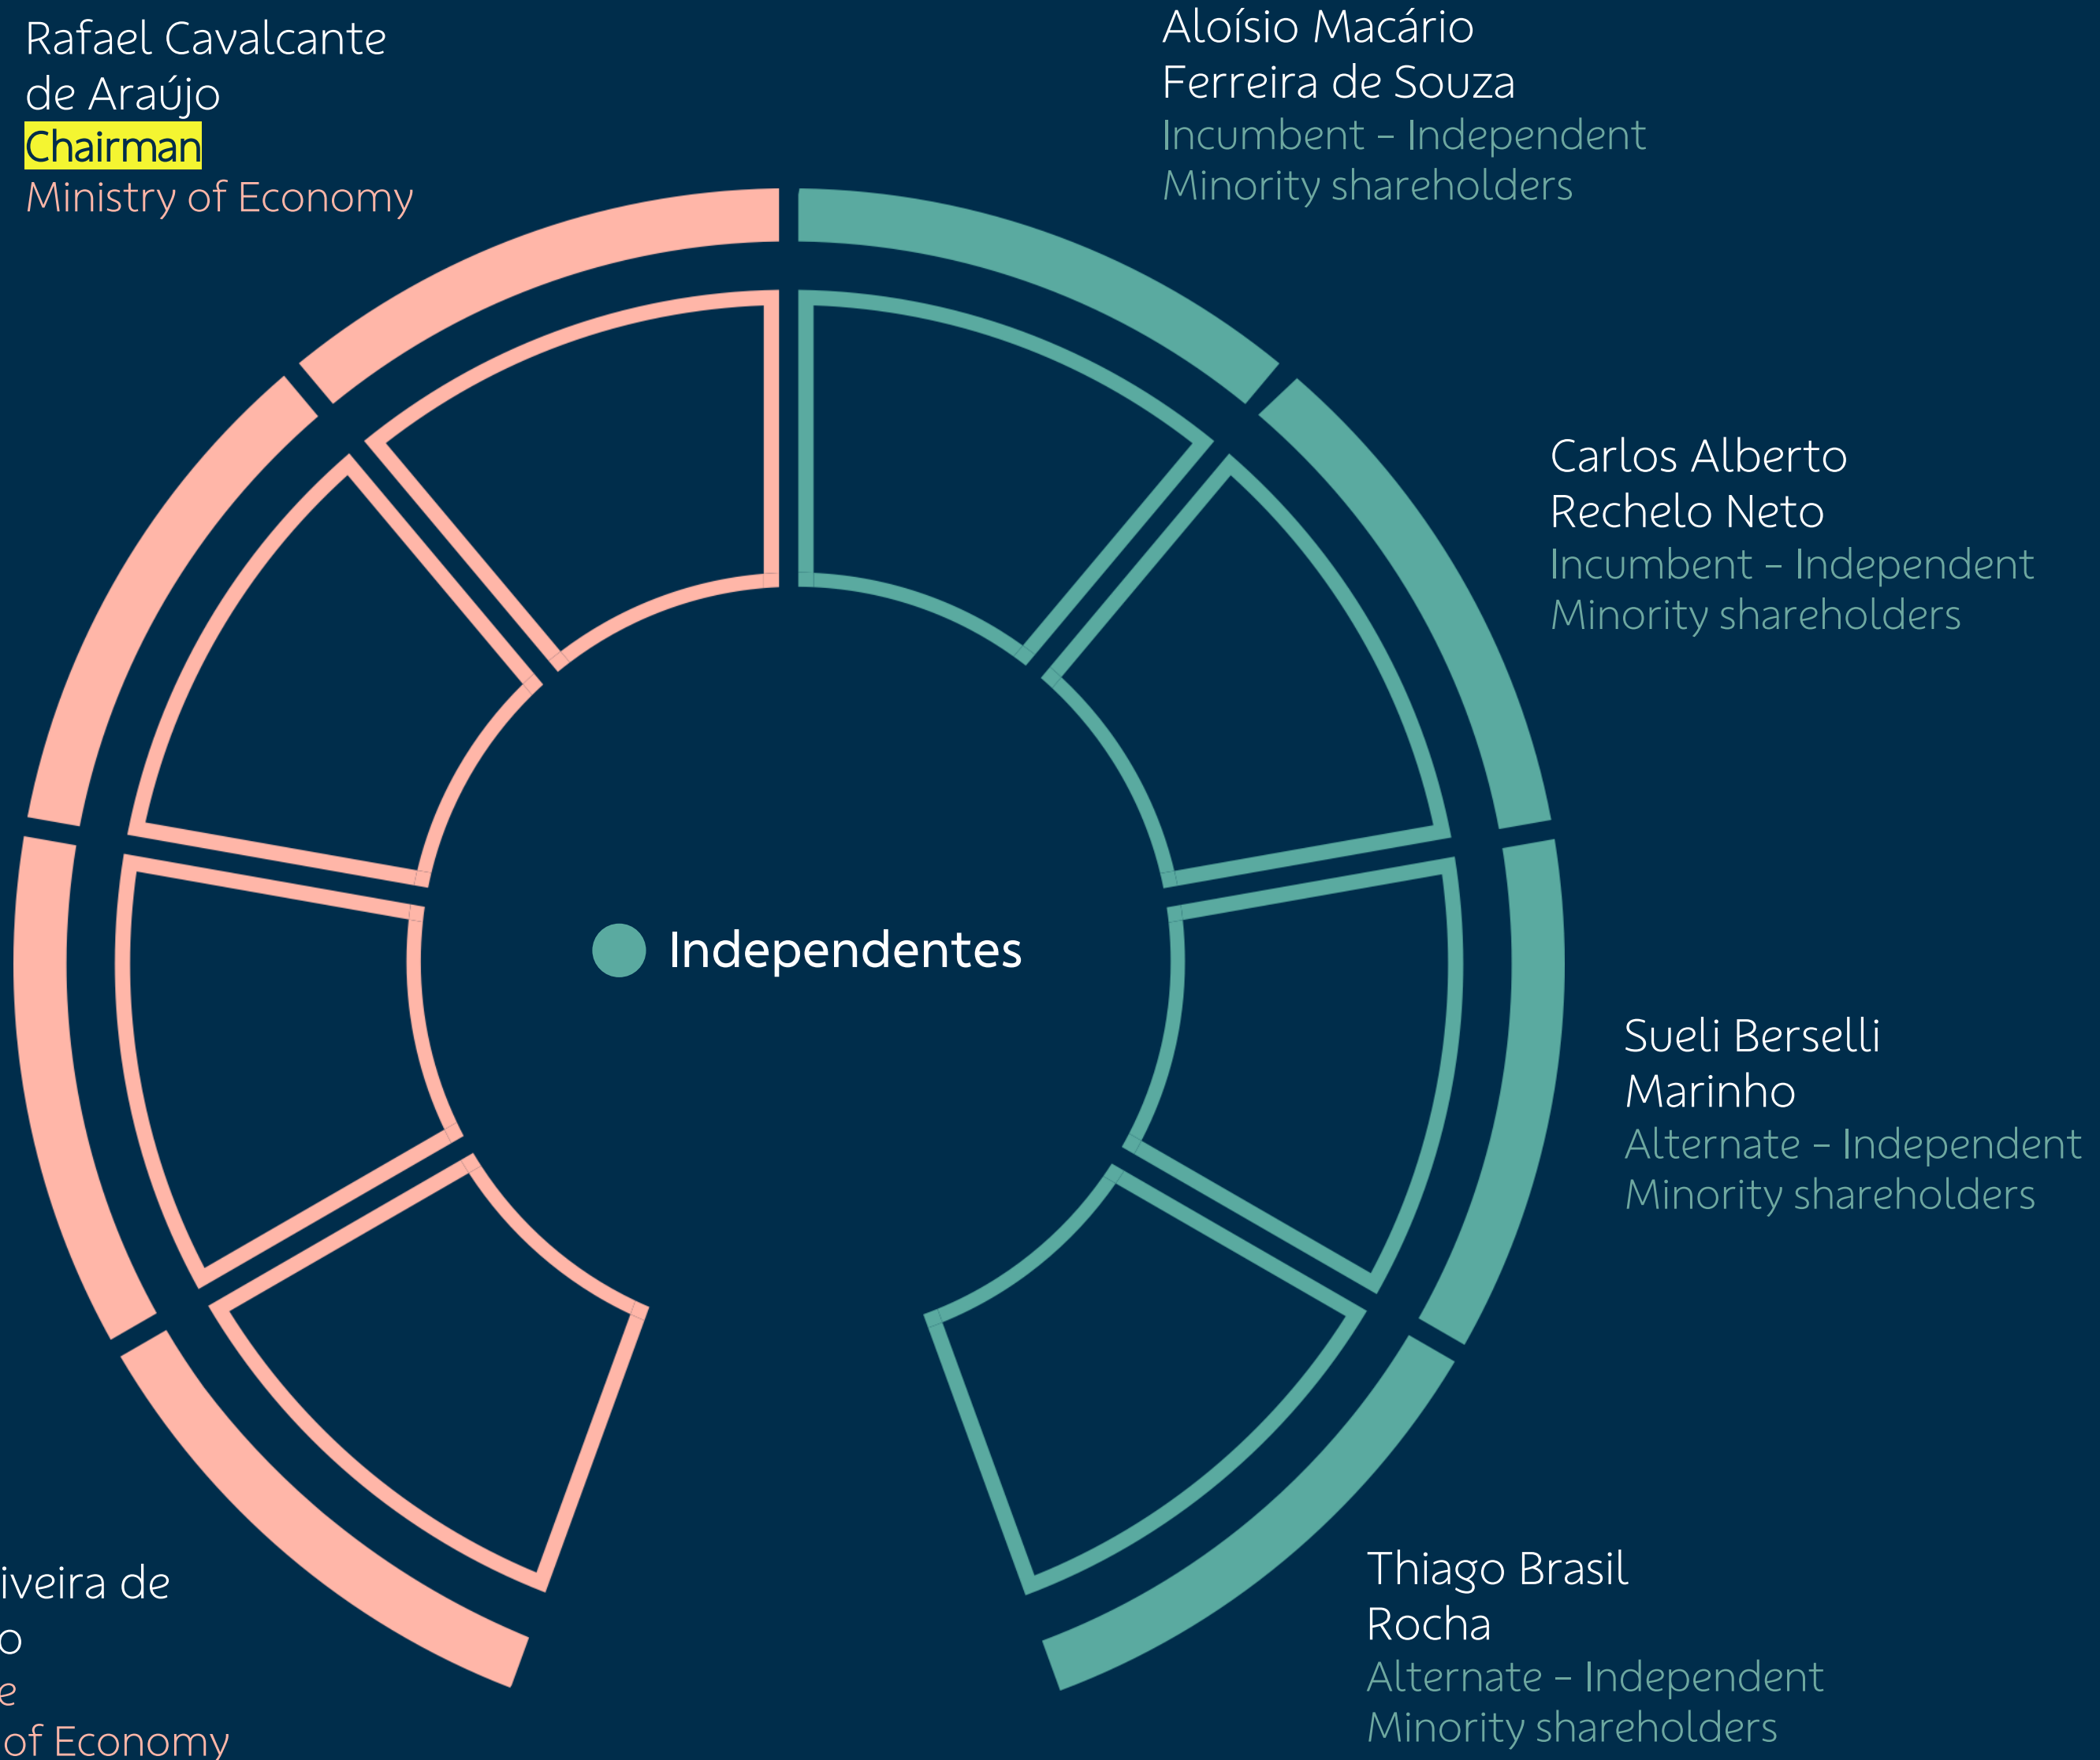 Rafael Cavalcante
de Araújo
Chairman
Ministry of Economy
Aloísio Macário
Ferreira de Souza
Incumbent – Independent
Minority shareholders
Carlos Alberto
Rechelo Neto
Incumbent – Independent
Minority shareholders
Independentes
Sueli Berselli
Marinho
Alternate – Independent
Minority shareholders
Thiago Brasil
Rocha
Alternate – Independent
Minority shareholders
de
of Economy